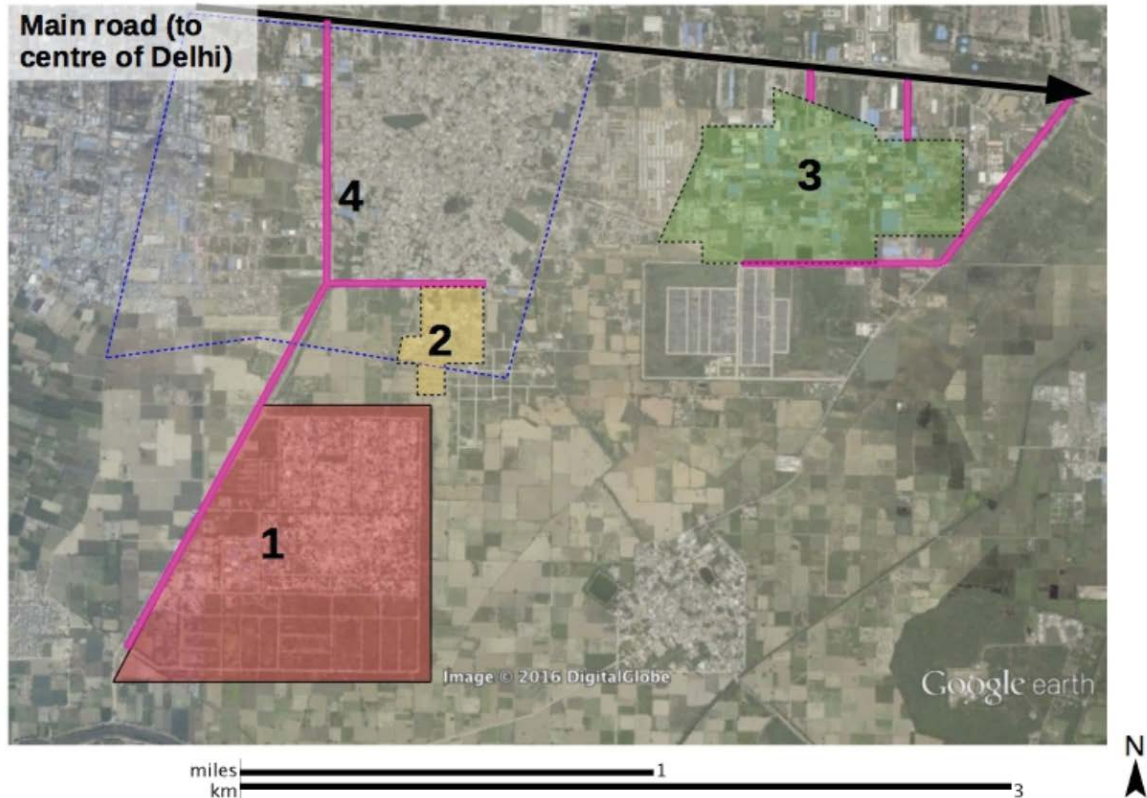 Main road (to
centre of Delhi)
4
3
2
1
Image © 2016 DigitalGlobe
Google earth
N
miles 1
km 3